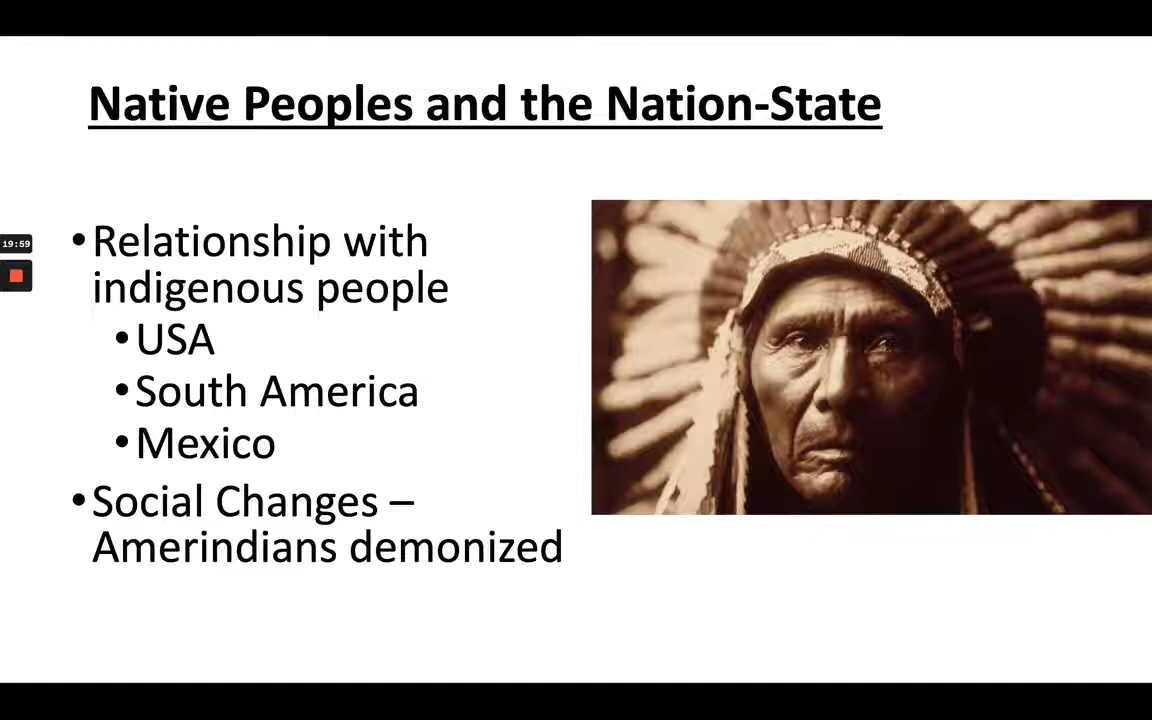 Native Peoples and the Nation-State
19:59
•Relationship with
indigenous people
•USA
•South America
•Mexico
•Social Changes –
Amerindians demonized